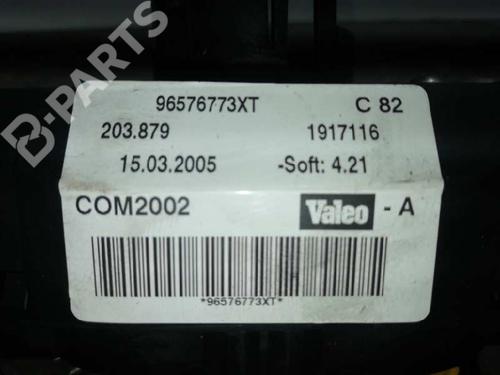 B-PARTS
96576773XT C 82
203.879 1917116
15.03.2005 -Soft: 4.21
COM2002 Valeo - A
*96576773XT*